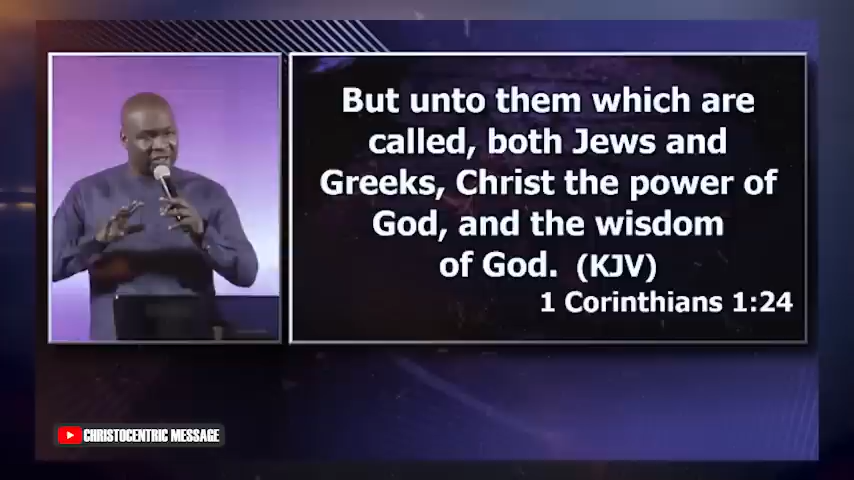 But unto them which are
called, both Jews and
Greeks, Christ the power of
God, and the wisdom
of God. (KJV)
1 Corinthians 1:24
CHRISTOCENTRIC MESSAGE